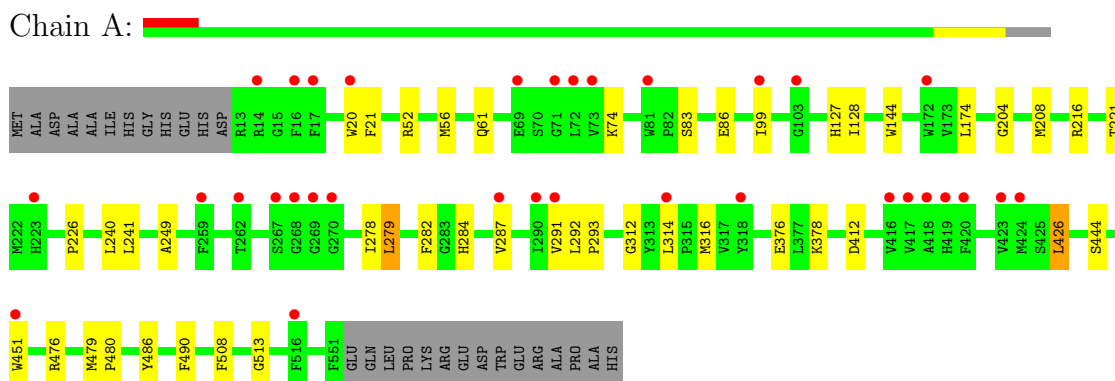 Chain A:
MET ALA ASP ALA ALA ILE HIS GLY HIS GLU HIS ASP R13 R14 G15 F16 F17 W20 F21 R52 M56 Q61 E69 S70 G71 L72 V73 K74 W81 P82 S83 E86 I99 G103 H127 I128 W144 W172 V173 L174 G204 M208 R216 T221
M222 H223 P226 L240 L241 A249 F259 T262 S267 G268 G269 G270 I278 L279 F282 G283 H284 V287 I290 V291 L292 P293 G312 Y313 L314 P315 M316 V317 Y318 E376 L377 K378 D412 V416 V417 A418 H419 F420 V423 M424 S425 L426 S444
W451 R476 M479 P480 Y486 F490 F508 G513 F516 F551 GLU GLN LEU PRO LYS ARG GLU ASP TRP GLU ARG ALA PRO ALA HIS